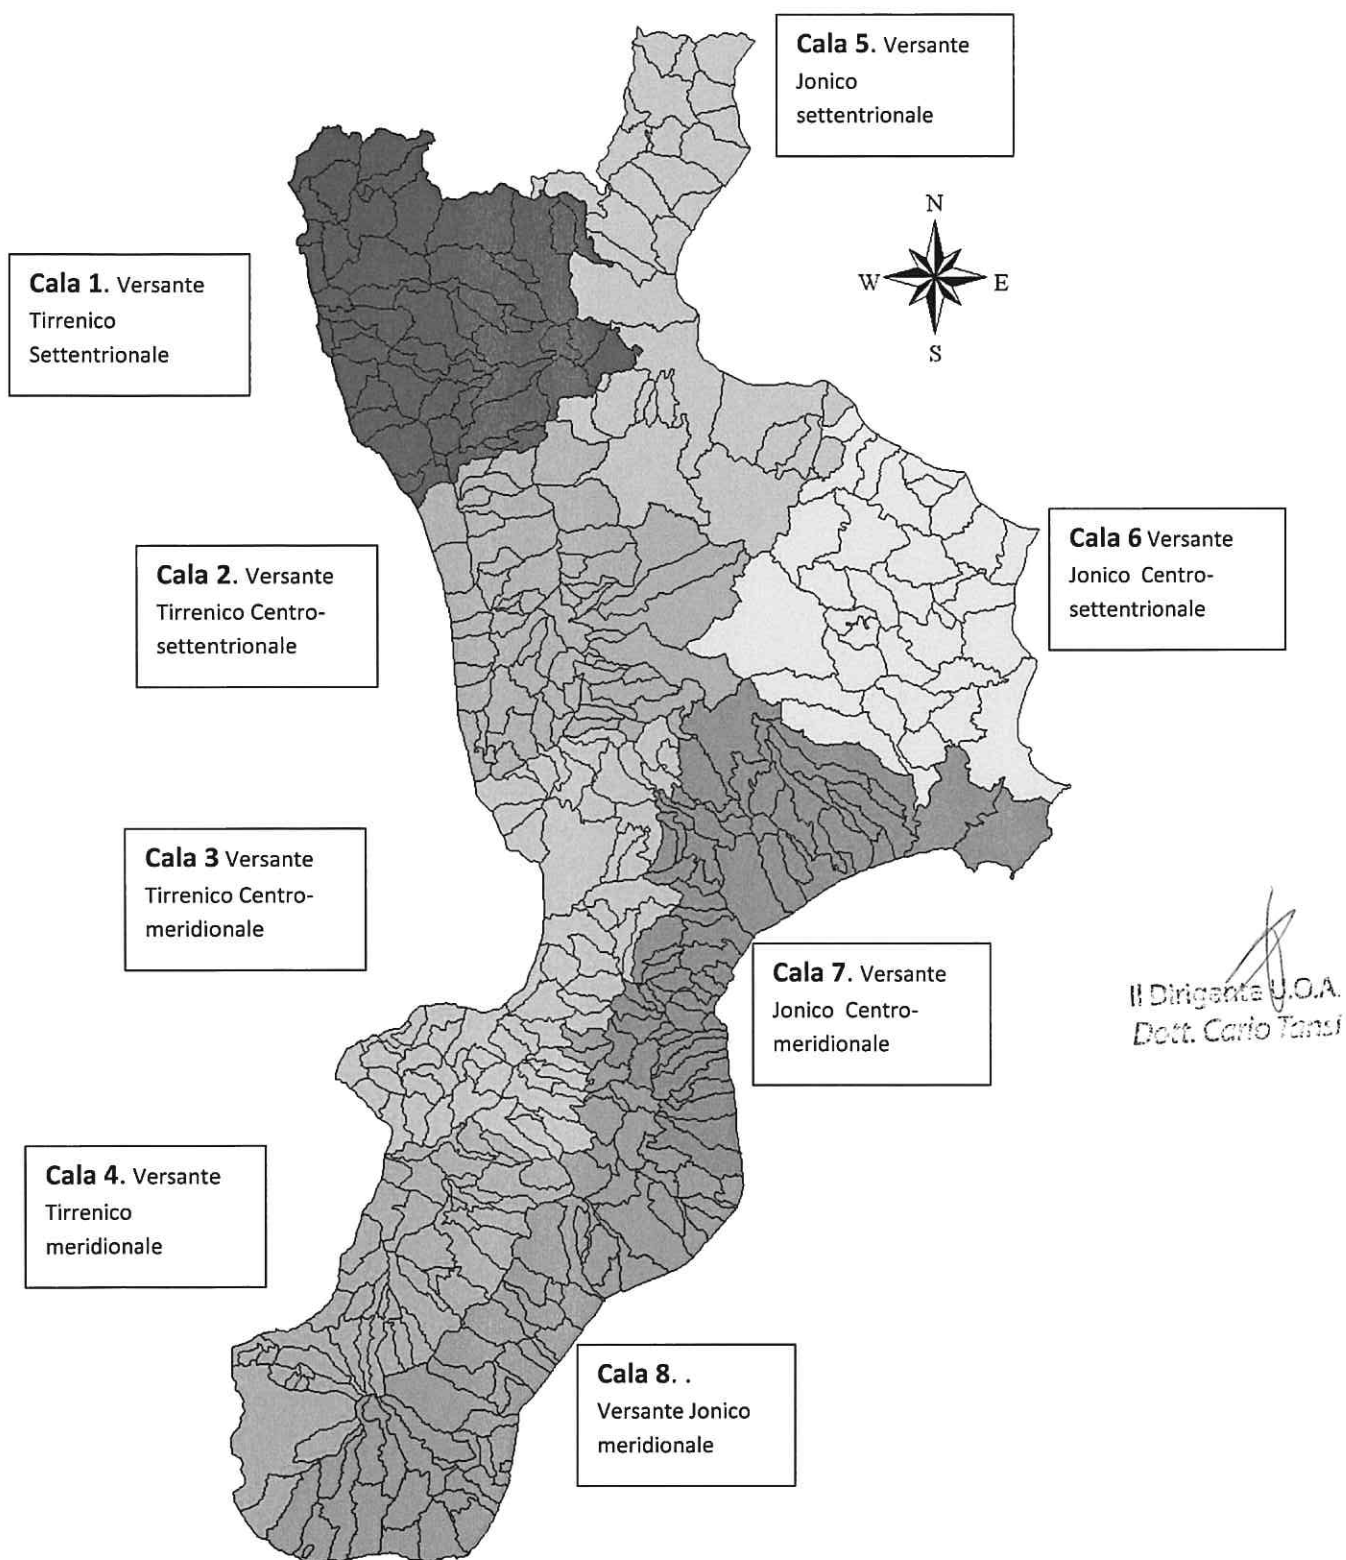 Cala 5. Versante
Jonico
settentrionale
N
W E
S
Cala 1. Versante
Tirrenico
Settentrionale
Cala 6 Versante
Jonico Centro-
settentrionale
Cala 2. Versante
Tirrenico Centro-
settentrionale
Cala 3 Versante
Tirrenico Centro-
meridionale
Cala 7. Versante
Jonico Centro-
meridionale
Il Dirigente U.O.A.
Dott. Carlo Tansi
Cala 4. Versante
Tirrenico
meridionale
Cala 8. .
Versante Jonico
meridionale